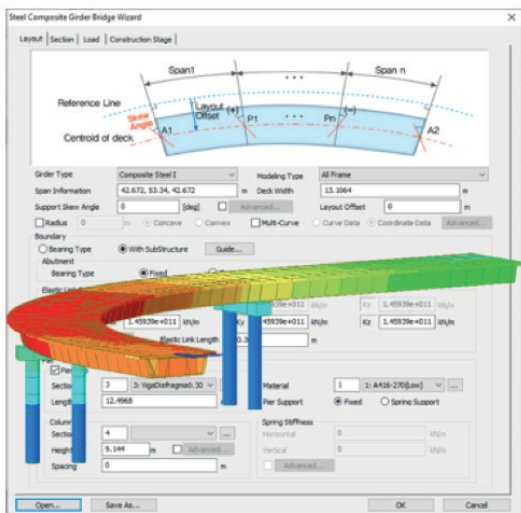 Steel Composite Girder Bridge Wizard
Layout Section Load Construction Stage
Span1 • • • Span n
Reference Line
Layout Offset
(+) (-)
Skew Angle
A1 P1 Pn A2
Centroid of deck
Girder Type Composite Steel I Modeling Type All Frame
Span Information 42.672, 53.34, 42.672 m Deck Width 13.1064 m
Support Skew Angle 0 [deg] Advanced... Layout Offset 0 m
Radius 0 m Concave Convex Multi-Curve Curve Data Coordinate Data Advanced...
Boundary
Bearing Type With SubStructure Guide...
Abutment
Bearing Type Fixed
Elastic Link
59939e+011 kN/m Kz 1.45939e+011 kN/m
1.45939e+011 kN/m Ky 45939e+011 kN/m Kz 1.45939e+011 kN/m
Elastic Link Length 0.3 m
Pier
Section 3 3: VigaDiafragma0.30 Material 1 1: A416-270(Low) ...
Length 12.4968 Pier Support Fixed Spring Support
Column Spring Stiffness
Section 4 ... Horizontal 0 kN/m
Height 9.144 m Advanced... Vertical 0 kN/m
Spacing 0 m Advanced...
Open... Save As... OK Cancel